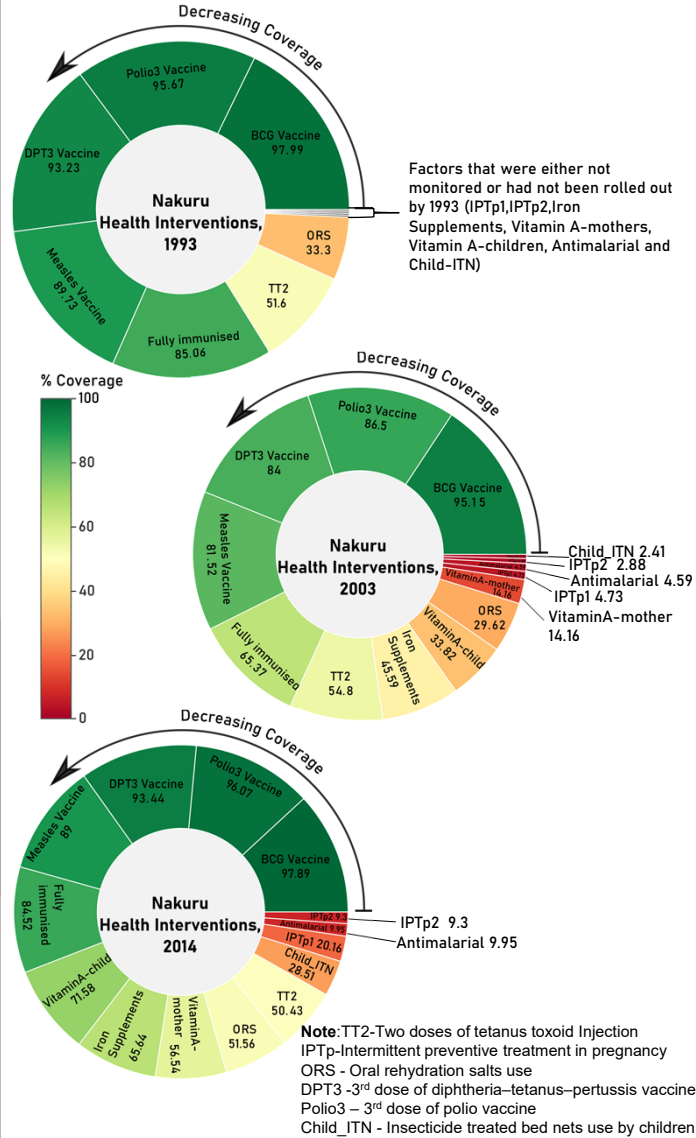 Decreasing Coverage
Polio3 Vaccine
95.67
BCG Vaccine
97.99
DPT3 Vaccine
93.23
Nakuru
Health Interventions,
1993
Measles Vaccine
89.73
Fully immunised
85.06
TT2
51.6
ORS
33.3
Factors that were either not
monitored or had not been rolled out
by 1993 (IPTp1,IPTp2,Iron
Supplements, Vitamin A-mothers,
Vitamin A-children, Antimalarial and
Child-ITN)
% Coverage
100
80
60
40
20
0
Decreasing Coverage
Polio3 Vaccine
86.5
BCG Vaccine
95.15
DPT3 Vaccine
84
Measles Vaccine
81.52
Nakuru
Health Interventions,
2003
Fully immunised
65.37
TT2
54.8
Iron
Supplements
45.59
VitaminA-child
33.82
ORS
29.62
VitaminA-mother
14.16
Child_ITN 2.41
IPTp2 2.88
Antimalarial 4.59
IPTp1 4.73
VitaminA-mother
14.16
Decreasing Coverage
DPT3 Vaccine
93.44
Polio3 Vaccine
96.07
BCG Vaccine
97.89
Measles Vaccine
89
Fully
immunised
84.52
Nakuru
Health Interventions,
2014
VitaminA-child
71.58
Iron
Supplements
65.64
VitaminA-
mother
56.54
ORS
51.56
TT2
50.43
Child_ITN
28.51
IPTp1 20.16
Antimalarial 9.95
IPTp2 9.3
IPTp2 9.3
Antimalarial 9.95
Note:TT2-Two doses of tetanus toxoid Injection
IPTp-Intermittent preventive treatment in pregnancy
ORS - Oral rehydration salts use
DPT3 -3rd dose of diphtheria–tetanus–pertussis vaccine
Polio3 – 3rd dose of polio vaccine
Child_ITN - Insecticide treated bed nets use by children